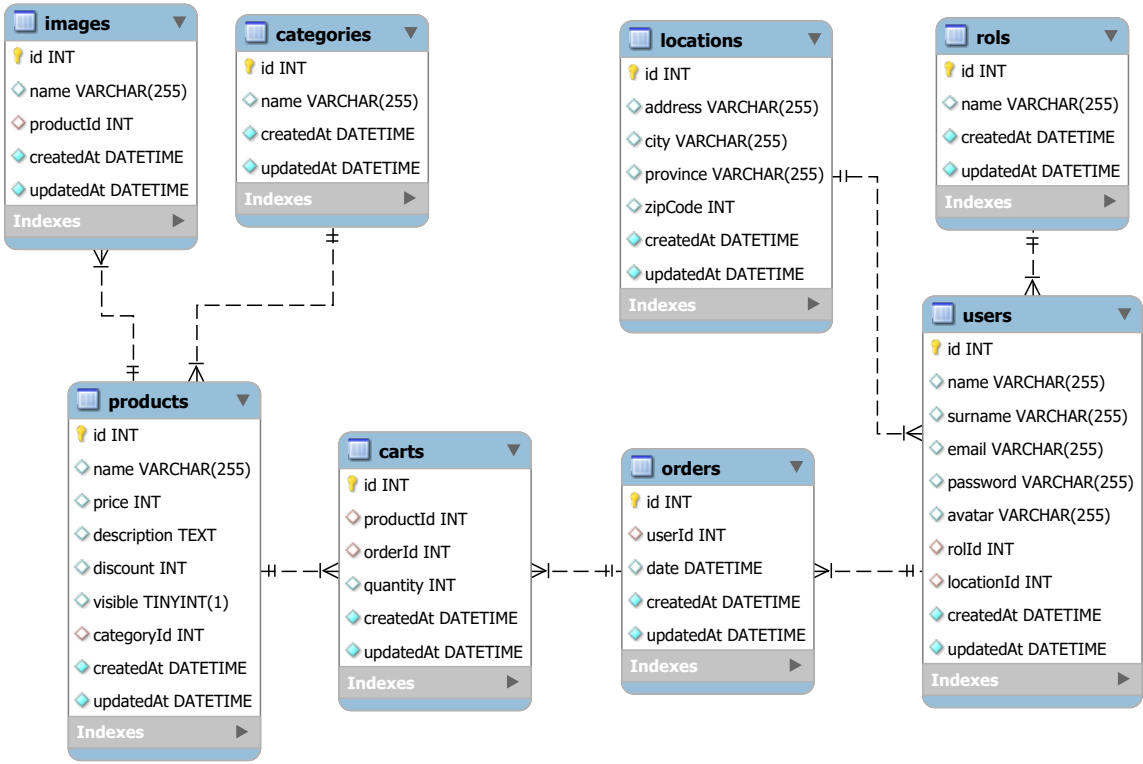 images
id INT
name VARCHAR(255)
productId INT
createdAt DATETIME
updatedAt DATETIME
Indexes
categories
id INT
name VARCHAR(255)
createdAt DATETIME
updatedAt DATETIME
Indexes
locations
id INT
address VARCHAR(255)
city VARCHAR(255)
province VARCHAR(255)
zipCode INT
createdAt DATETIME
updatedAt DATETIME
Indexes
rols
id INT
name VARCHAR(255)
createdAt DATETIME
updatedAt DATETIME
Indexes
products
id INT
name VARCHAR(255)
price INT
description TEXT
discount INT
visible TINYINT(1)
categoryId INT
createdAt DATETIME
updatedAt DATETIME
Indexes
carts
id INT
productId INT
orderId INT
quantity INT
createdAt DATETIME
updatedAt DATETIME
Indexes
orders
id INT
userId INT
date DATETIME
createdAt DATETIME
updatedAt DATETIME
Indexes
users
id INT
name VARCHAR(255)
surname VARCHAR(255)
email VARCHAR(255)
password VARCHAR(255)
avatar VARCHAR(255)
rolId INT
locationId INT
createdAt DATETIME
updatedAt DATETIME
Indexes